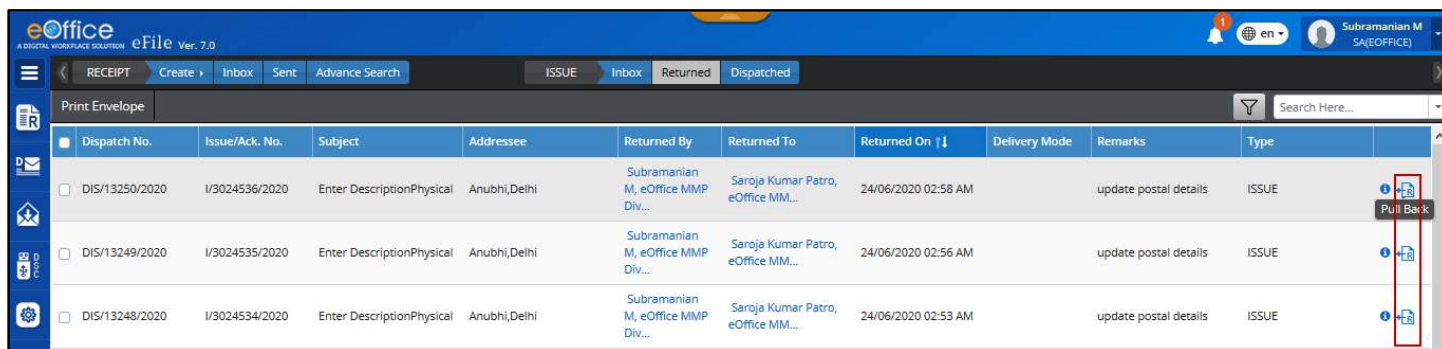 eOffice
A DIGITAL WORKPLACE SOLUTION eFile Ver. 7.0
1
en
Subramanian M
SA(EOFFICE)
RECEIPT Create Inbox Sent Advance Search ISSUE Inbox Returned Dispatched
Print Envelope
Search Here...
Dispatch No. Issue/Ack. No. Subject Addressee Returned By Returned To Returned On Delivery Mode Remarks Type
DIS/13250/2020 I/3024536/2020 Enter DescriptionPhysical Anubhi,Delhi Subramanian M, eOffice MMP Div... Saroja Kumar Patro, eOffice MM... 24/06/2020 02:58 AM update postal details ISSUE
Pull Back
DIS/13249/2020 I/3024535/2020 Enter DescriptionPhysical Anubhi,Delhi Subramanian M, eOffice MMP Div... Saroja Kumar Patro, eOffice MM... 24/06/2020 02:56 AM update postal details ISSUE
DIS/13248/2020 I/3024534/2020 Enter DescriptionPhysical Anubhi,Delhi Subramanian M, eOffice MMP Div... Saroja Kumar Patro, eOffice MM... 24/06/2020 02:53 AM update postal details ISSUE
R
D
DSC